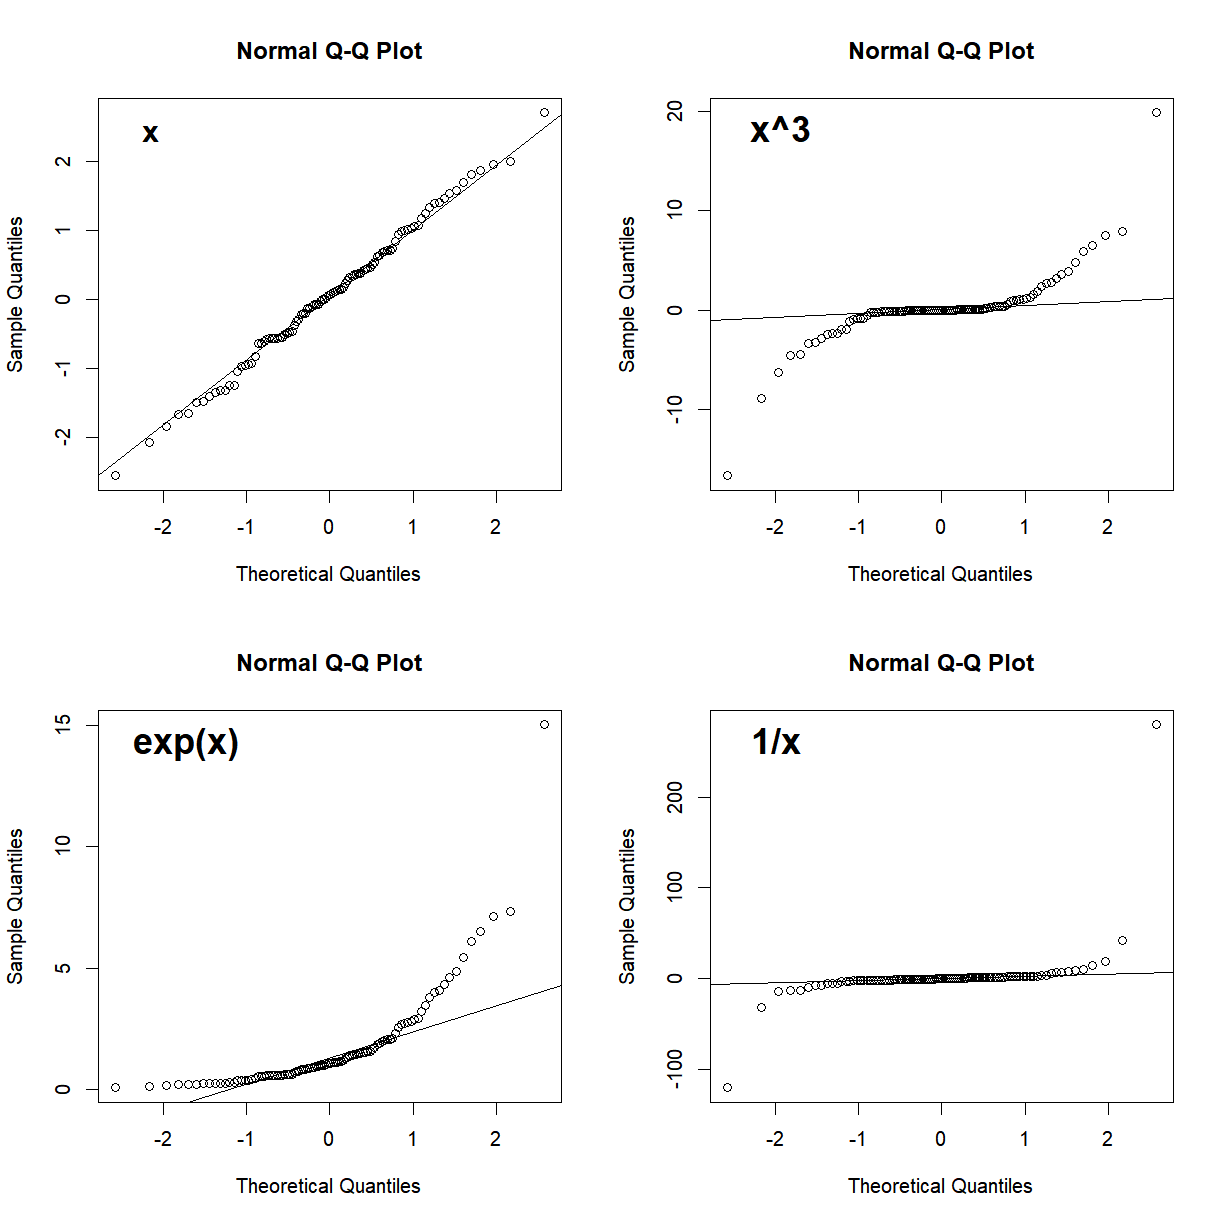 Normal Q-Q Plot
x
Sample Quantiles
2
1
0
-1
-2
-2 -1 0 1 2
Theoretical Quantiles
Normal Q-Q Plot
x^3
Sample Quantiles
20
10
0
-10
-2 -1 0 1 2
Theoretical Quantiles
Normal Q-Q Plot
exp(x)
Sample Quantiles
15
10
5
0
-2 -1 0 1 2
Theoretical Quantiles
Normal Q-Q Plot
1/x
Sample Quantiles
200
100
0
-100
-2 -1 0 1 2
Theoretical Quantiles